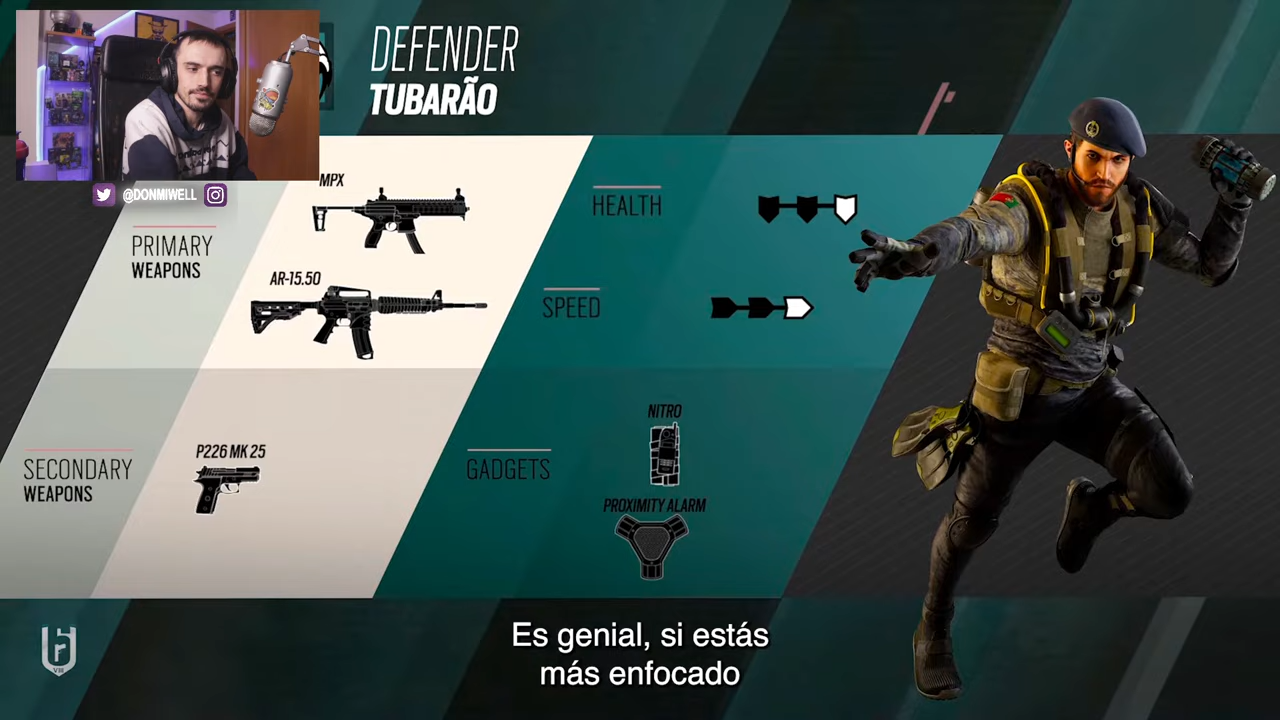 DEFENDER
TUBARÃO
@DONMIWELL
MPX
PRIMARY
WEAPONS
AR-15.50
HEALTH
SPEED
SECONDARY
WEAPONS
P226 MK 25
GADGETS
NITRO
PROXIMITY ALARM
Es genial, si estás
más enfocado